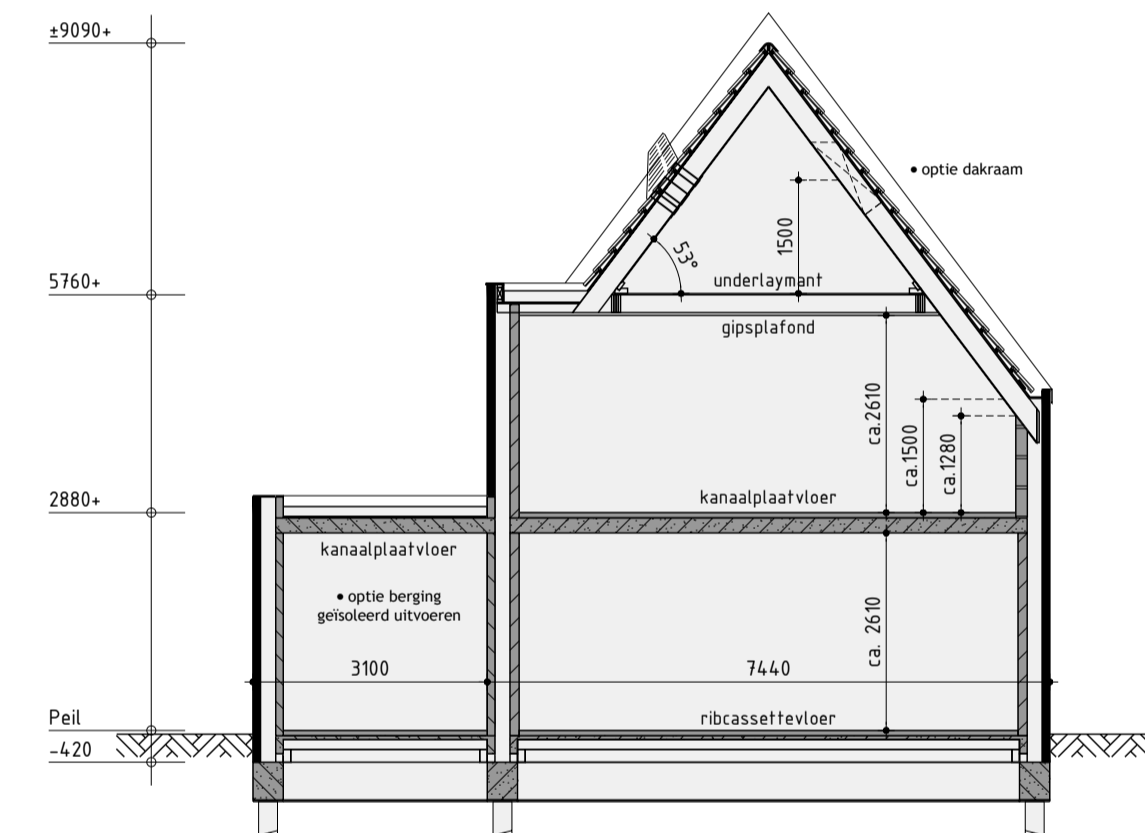 ±9090+
• optie dakraam
1500
53°
5760+
underlaymant
gipsplafond
ca.2610
ca.1500
ca.1280
2880+
kanaalplaatvloer
kanaalplaatvloer
• optie berging
geïsoleerd uitvoeren
ca. 2610
3100
7440
Peil
ribcassettevloer
-420